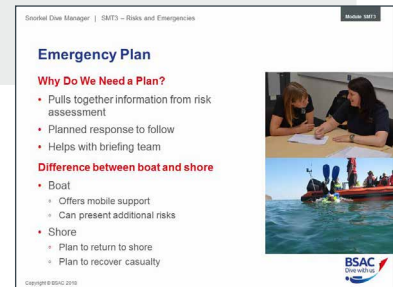 Snorkel Dive Manager | SMT3 – Risks and Emergencies
Module SMT3
Emergency Plan
Why Do We Need a Plan?
• Pulls together information from risk
assessment
• Planned response to follow
• Helps with briefing team
Difference between boat and shore
• Boat
Offers mobile support
Can present additional risks
• Shore
Plan to return to shore
Plan to recover casualty
BSAC
Dive with us
Copyright © BSAC 2016